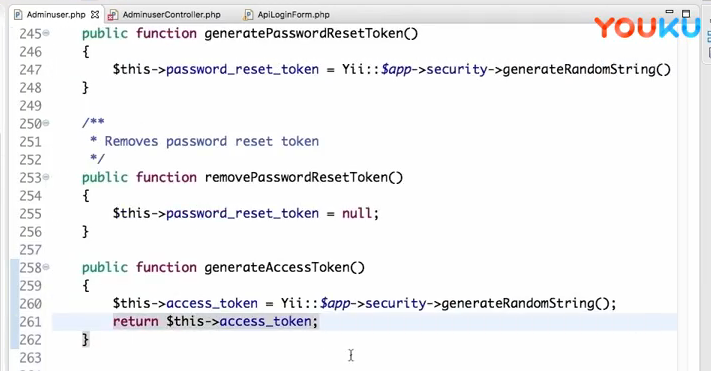 Adminuser.php AdminuserController.php ApiLoginForm.php
YOUKU
245 public function generatePasswordResetToken()
246 {
247 $this->password_reset_token = Yii::$app->security->generateRandomString()
248 }
249
250 /**
251 * Removes password reset token
252 */
253 public function removePasswordResetToken()
254 {
255 $this->password_reset_token = null;
256 }
257
258 public function generateAccessToken()
259 {
260 $this->access_token = Yii::$app->security->generateRandomString();
261 return $this->access_token;
262 }
263